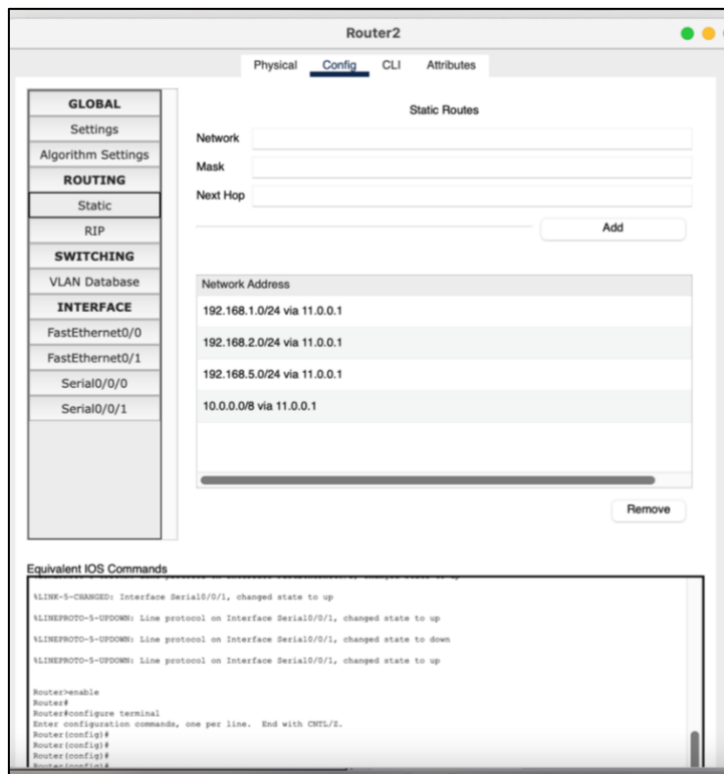 Router2
Physical Config CLI Attributes
GLOBAL
Settings
Algorithm Settings
ROUTING
Static
RIP
SWITCHING
VLAN Database
INTERFACE
FastEthernet0/0
FastEthernet0/1
Serial0/0/0
Serial0/0/1
Static Routes
Network
Mask
Next Hop
Add
Network Address
192.168.1.0/24 via 11.0.0.1
192.168.2.0/24 via 11.0.0.1
192.168.5.0/24 via 11.0.0.1
10.0.0.0/8 via 11.0.0.1
Remove
Equivalent IOS Commands
%LINK-5-CHANGED: Interface Serial0/0/1, changed state to up
%LINEPROTO-5-UPDOWN: Line protocol on Interface Serial0/0/1, changed state to up
%LINEPROTO-5-UPDOWN: Line protocol on Interface Serial0/0/1, changed state to down
%LINEPROTO-5-UPDOWN: Line protocol on Interface Serial0/0/1, changed state to up
Router>enable
Router#
Router#configure terminal
Enter configuration commands, one per line. End with CNTL/Z.
Router(config)#
Router(config)#
Router(config)#
Router(config)#